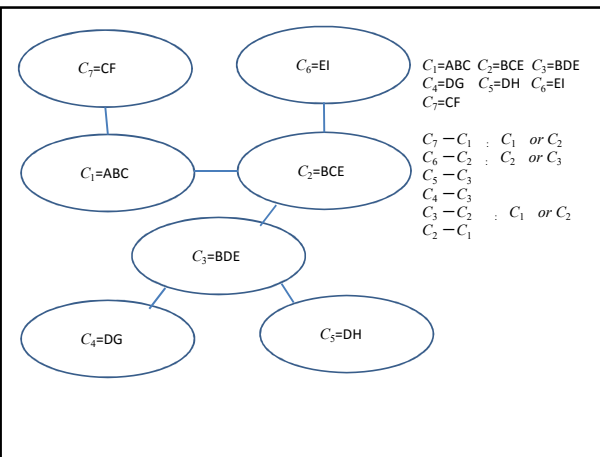 C₇=CF
C₆=EI
C₁=ABC
C₂=BCE
C₃=BDE
C₄=DG
C₅=DH
C₁=ABC C₂=BCE C₃=BDE
C₄=DG C₅=DH C₆=EI
C₇=CF
C₇ − C₁ : C₁ or C₂
C₆ − C₂ : C₂ or C₃
C₅ − C₃
C₄ − C₃
C₃ − C₂ : C₁ or C₂
C₂ − C₁